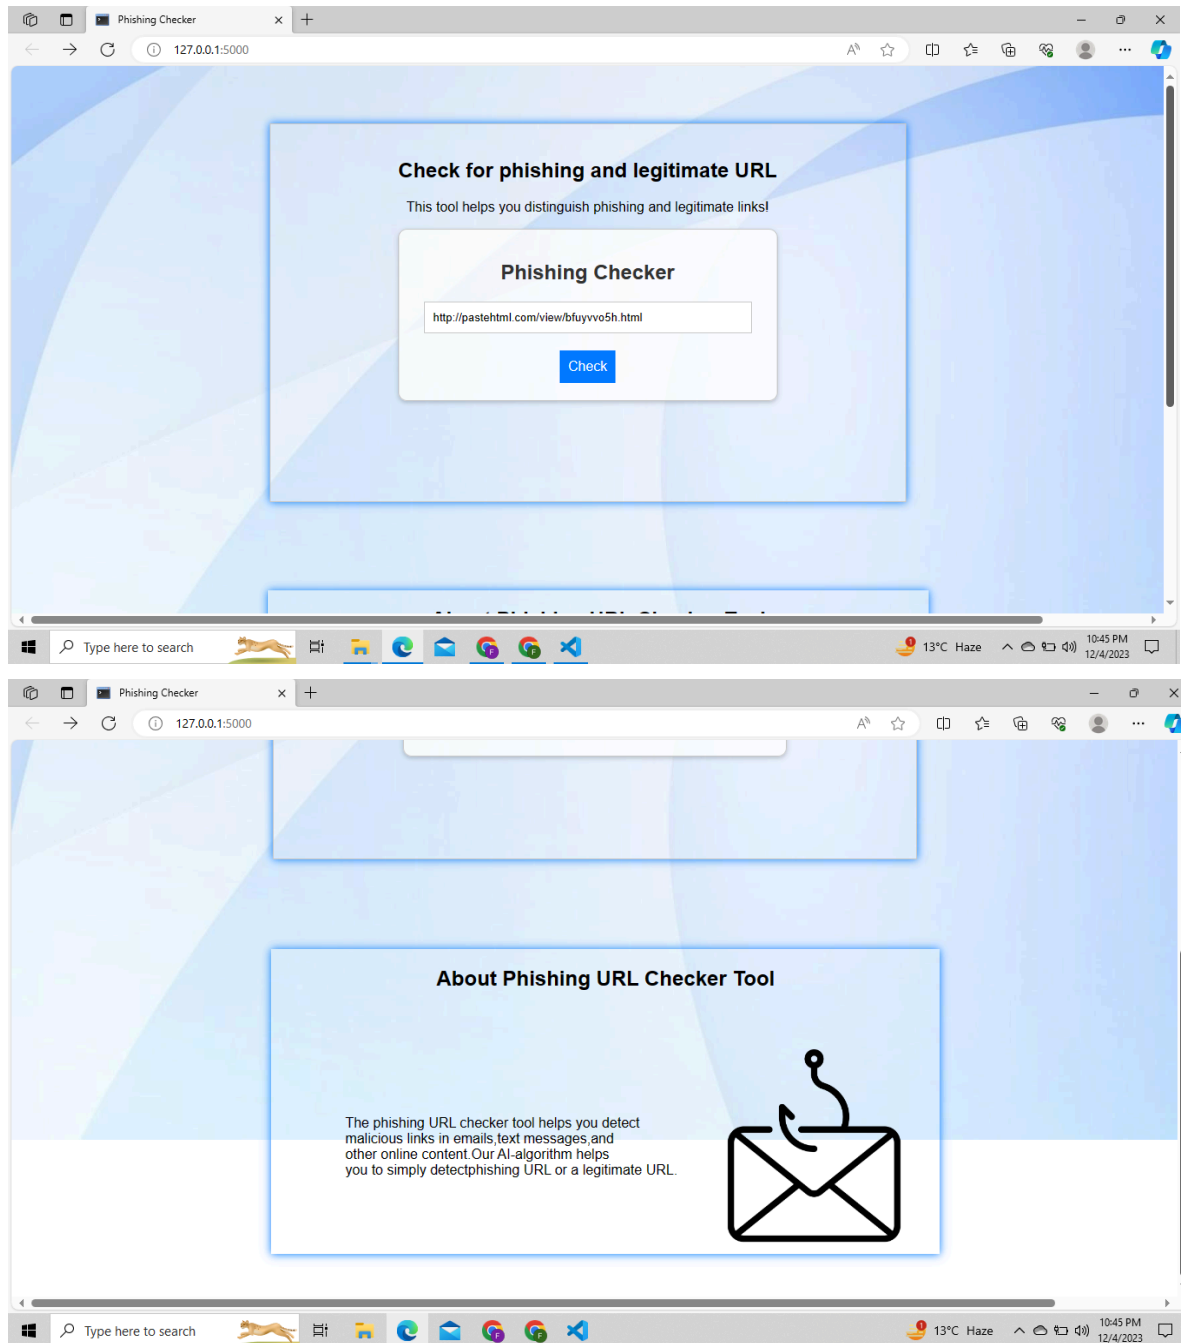 Phishing Checker
127.0.0.1:5000
Check for phishing and legitimate URL
This tool helps you distinguish phishing and legitimate links!
Phishing Checker
http://pastehtml.com/view/bfuyvvo5h.html
Check
Type here to search
13°C Haze
10:45 PM
12/4/2023
Phishing Checker
127.0.0.1:5000
About Phishing URL Checker Tool
The phishing URL checker tool helps you detect
malicious links in emails,text messages,and
other online content.Our AI-algorithm helps
you to simply detectphishing URL or a legitimate URL.
Type here to search
13°C Haze
10:45 PM
12/4/2023